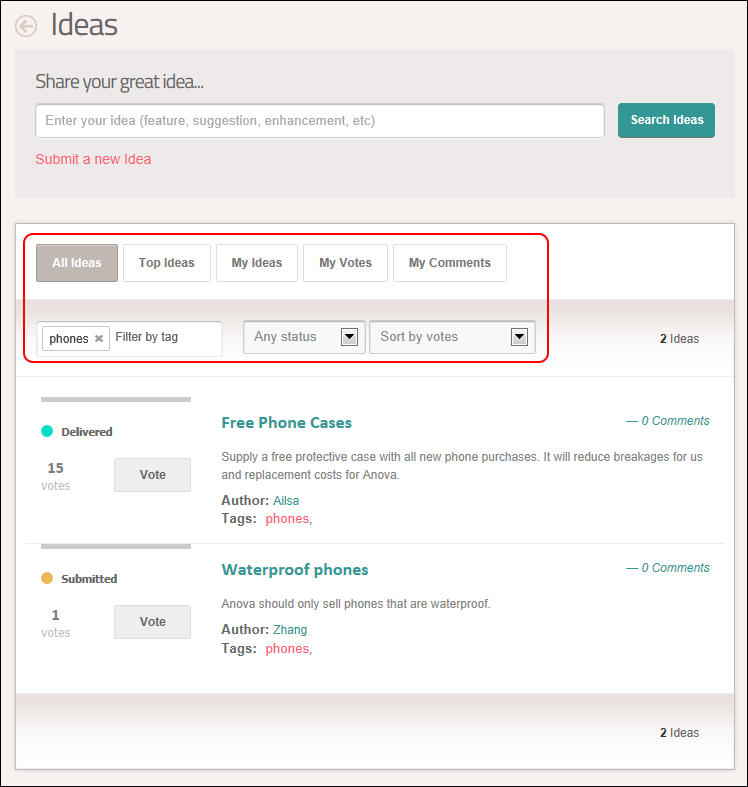 Ideas
Share your great idea...
Enter your idea (feature, suggestion, enhancement, etc)
Search Ideas
Submit a new Idea
All Ideas
Top Ideas
My Ideas
My Votes
My Comments
phones
Filter by tag
Any status
Sort by votes
2 Ideas
Delivered
15
votes
Vote
Free Phone Cases
— 0 Comments
Supply a free protective case with all new phone purchases. It will reduce breakages for us
and replacement costs for Anova.
Author: Ailsa
Tags: phones,
Submitted
1
votes
Vote
Waterproof phones
— 0 Comments
Anova should only sell phones that are waterproof.
Author: Zhang
Tags: phones,
2 Ideas